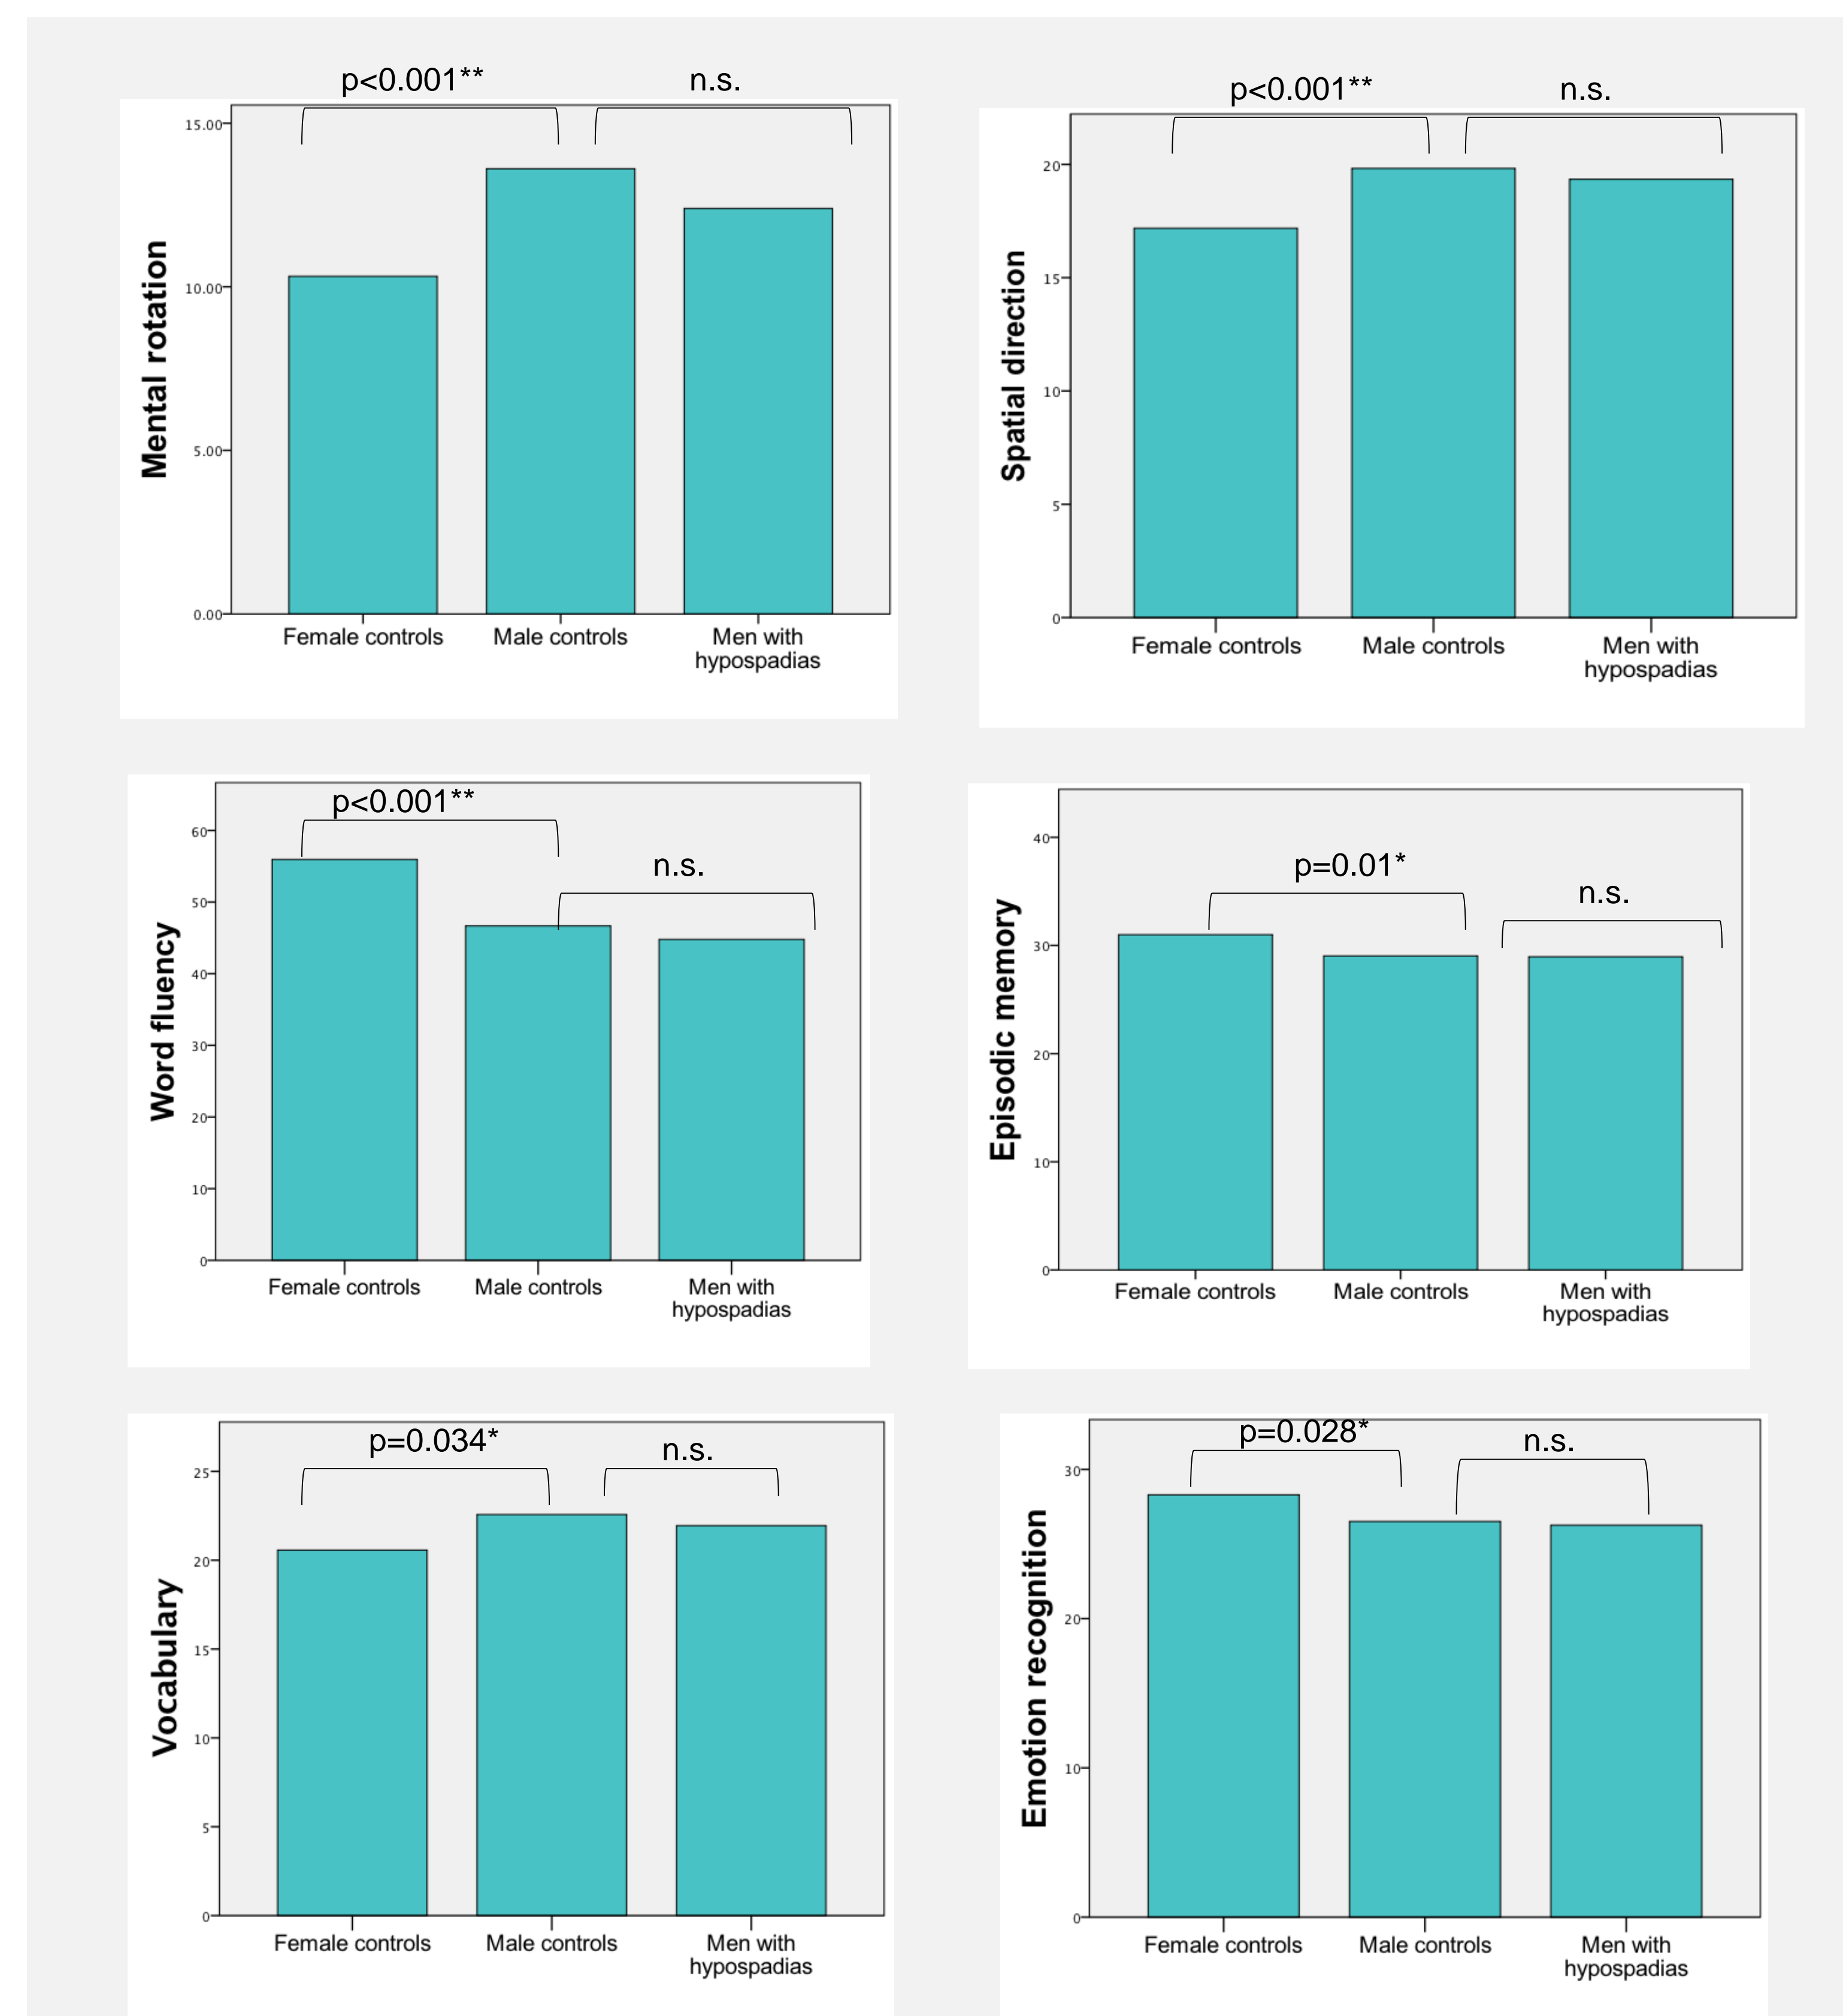 p<0.001**
n.s.
Mental rotation
15.00
10.00
5.00
0.00
Female controls
Male controls
Men with
hypospadias
p<0.001**
n.s.
Spatial direction
20
15
10
5
0
Female controls
Male controls
Men with
hypospadias
p<0.001**
n.s.
Word fluency
60
50
40
30
20
10
0
Female controls
Male controls
Men with
hypospadias
p=0.01*
n.s.
Episodic memory
40
30
20
10
0
Female controls
Male controls
Men with
hypospadias
p=0.034*
n.s.
Vocabulary
25
20
15
10
5
0
Female controls
Male controls
Men with
hypospadias
p=0.028*
n.s.
Emotion recognition
30
20
10
0
Female controls
Male controls
Men with
hypospadias